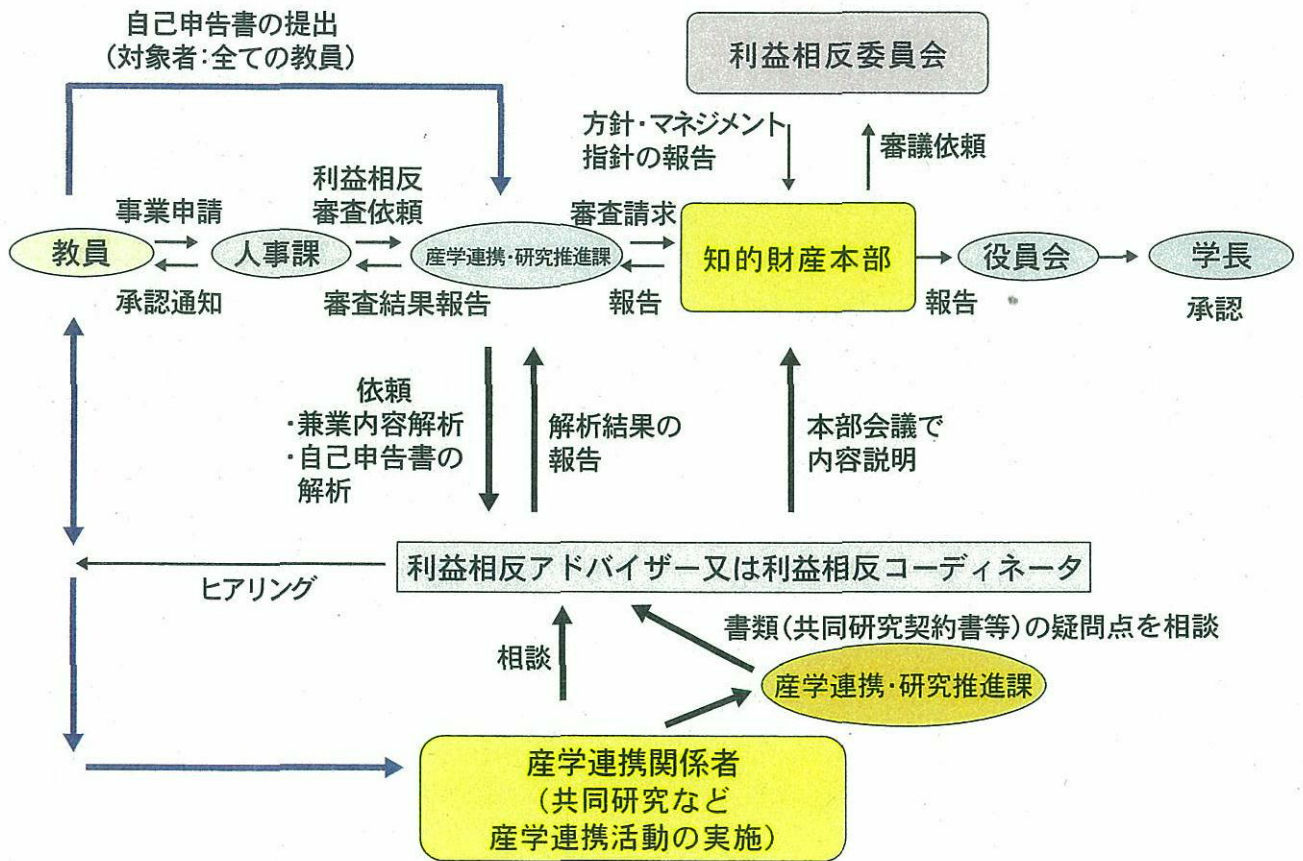 自己申告書の提出
(対象者:全ての教員)
利益相反委員会
方針・マネジメント
指針の報告
審議依頼
事業申請
利益相反
審査依頼
審査請求
教員
人事課
産学連携・研究推進課
知的財産本部
役員会
学長
承認通知
審査結果報告
報告
報告
承認
依頼
・兼業内容解析
・自己申告書の
解析
解析結果の
報告
本部会議で
内容説明
利益相反アドバイザー又は利益相反コーディネータ
ヒアリング
相談
書類(共同研究契約書等)の疑問点を相談
産学連携・研究推進課
産学連携関係者
(共同研究など
産学連携活動の実施)